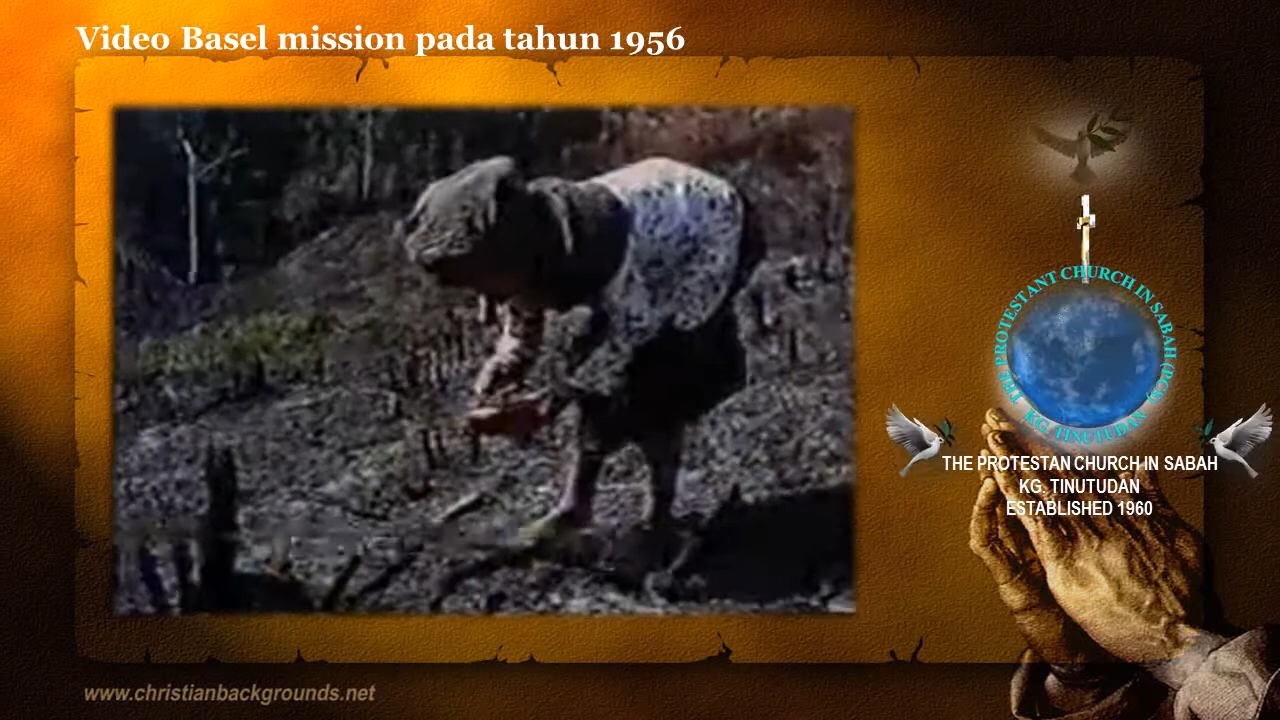 Video Basel mission pada tahun 1956
THE PROTESTANT CHURCH IN SABAH (PCS)
KG. TINUTUDAN
THE PROTESTAN CHURCH IN SABAH
KG. TINUTUDAN
ESTABLISHED 1960
www.christianbackgrounds.net